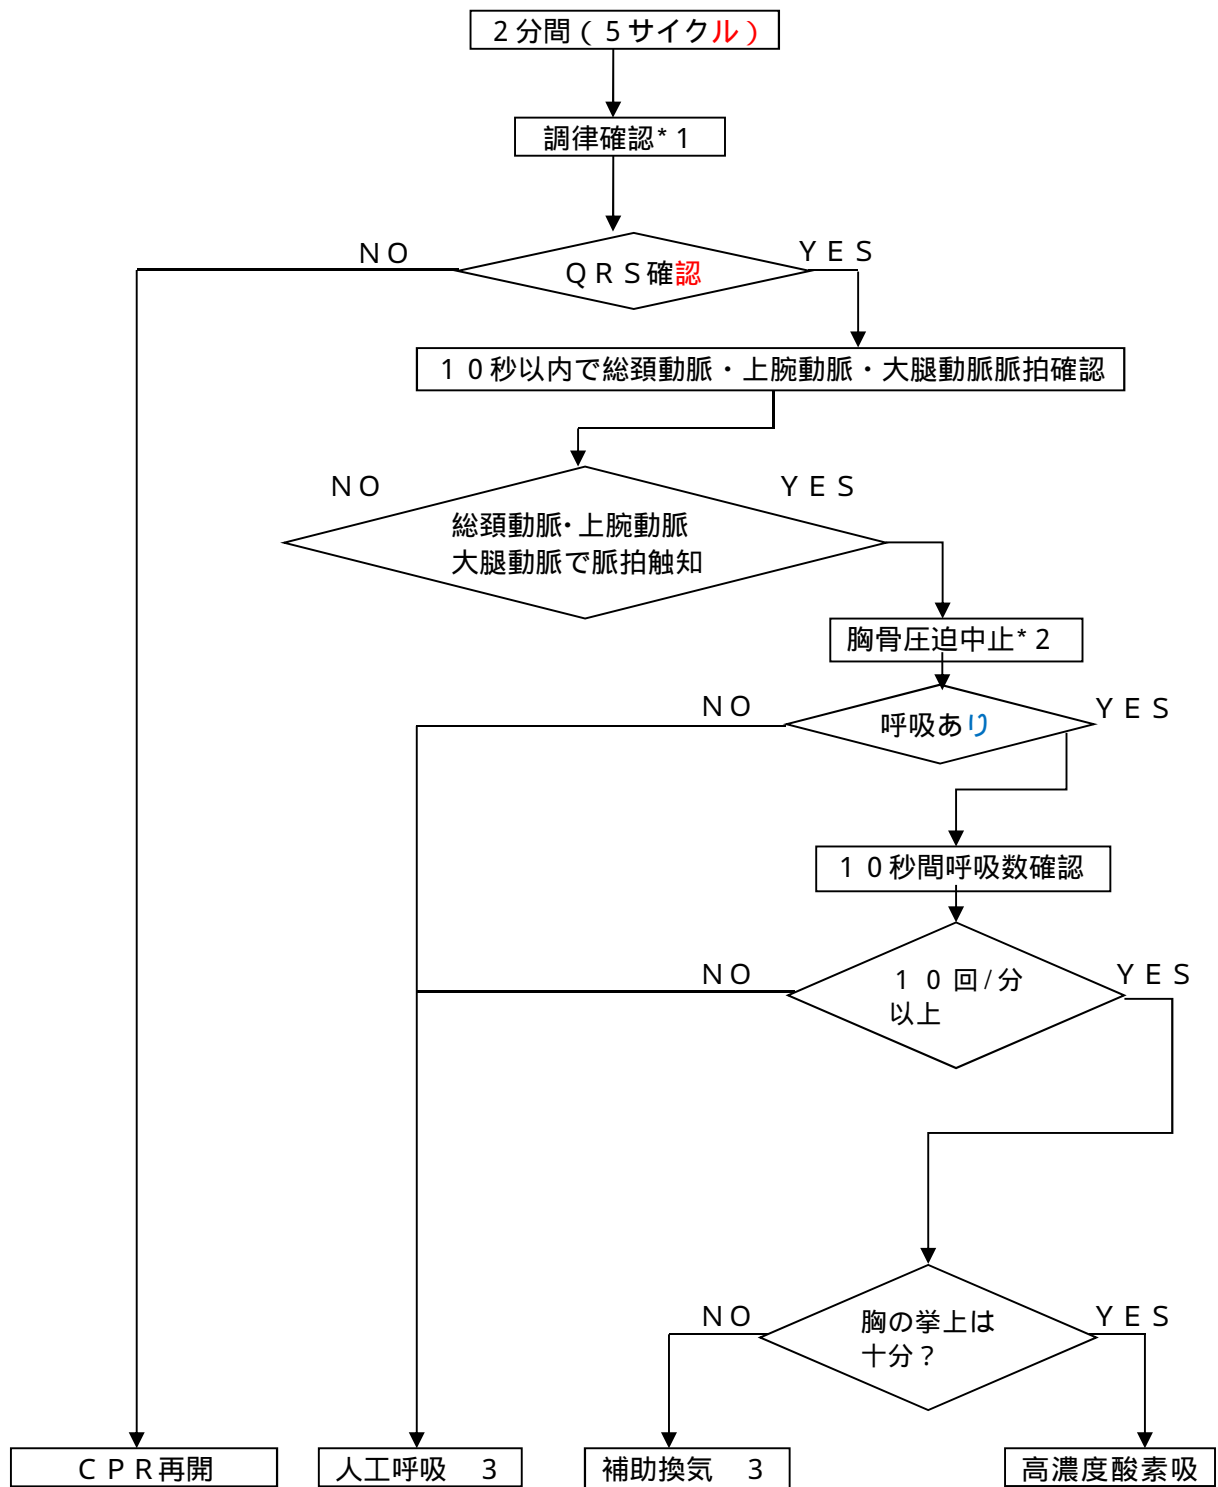 ２分間（５サイクル）
調律確認*１
ＮＯ
ＹＥＳ
ＱＲＳ確認
１０秒以内で総頚動脈・上腕動脈・大腿動脈脈拍確認
ＮＯ
ＹＥＳ
総頚動脈・上腕動脈
大腿動脈で脈拍触知
胸骨圧迫中止*２
ＮＯ
ＹＥＳ
呼吸あり
１０秒間呼吸数確認
ＮＯ
ＹＥＳ
１０回/分
以上
ＮＯ
ＹＥＳ
胸の挙上は
十分？
ＣＰＲ再開
人工呼吸　３
補助換気　３
高濃度酸素吸